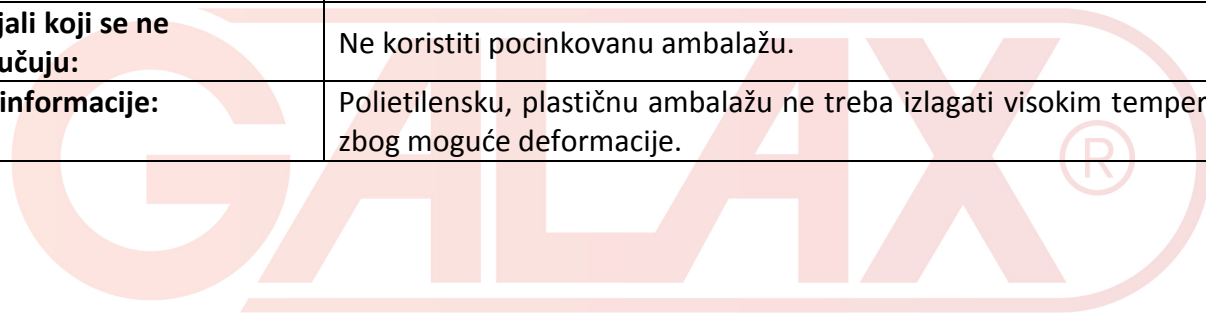 jali koji se ne
učuju:
Ne koristiti pocinkovanu ambalažu.
informacije:
Polietilensku, plastičnu ambalažu ne treba izlagati visokim temper
zbog moguće deformacije.
GALAX®